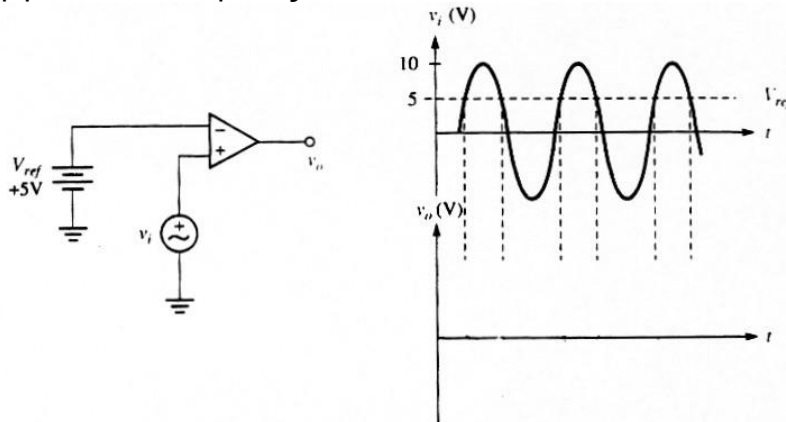 v_i (V)
10
5
V_ref
t
−
+
v_o
V_ref
+5V
+
v_i
v_o (V)
t